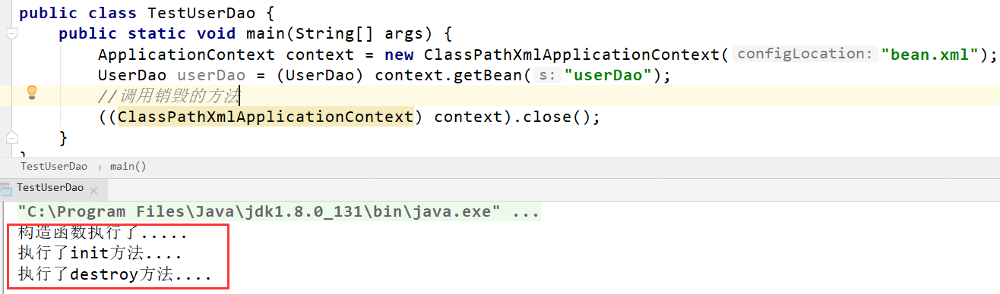 public class TestUserDao {
public static void main(String[] args) {
ApplicationContext context = new ClassPathXmlApplicationContext( configLocation: "bean.xml");
UserDao userDao = (UserDao) context.getBean( s: "userDao");
//调用销毁的方法
((ClassPathXmlApplicationContext) context).close();
}
}
TestUserDao › main()
TestUserDao ×
"C:\Program Files\Java\jdk1.8.0_131\bin\java.exe" ...
构造函数执行了.....
执行了init方法....
执行了destroy方法....